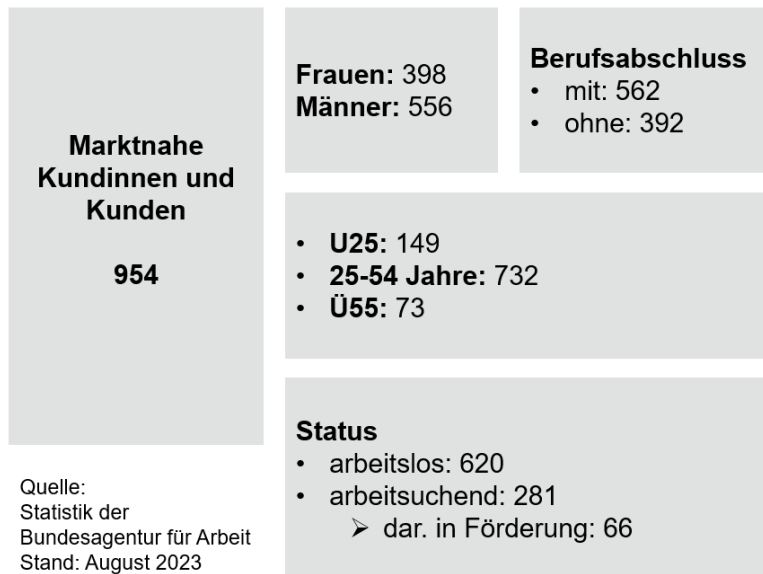 Marktnahe
Kundinnen und
Kunden
954
Frauen: 398
Männer: 556
Berufsabschluss
• mit: 562
• ohne: 392
• U25: 149
• 25-54 Jahre: 732
• Ü55: 73
Status
• arbeitslos: 620
• arbeitsuchend: 281
➢ dar. in Förderung: 66
Quelle:
Statistik der
Bundesagentur für Arbeit
Stand: August 2023